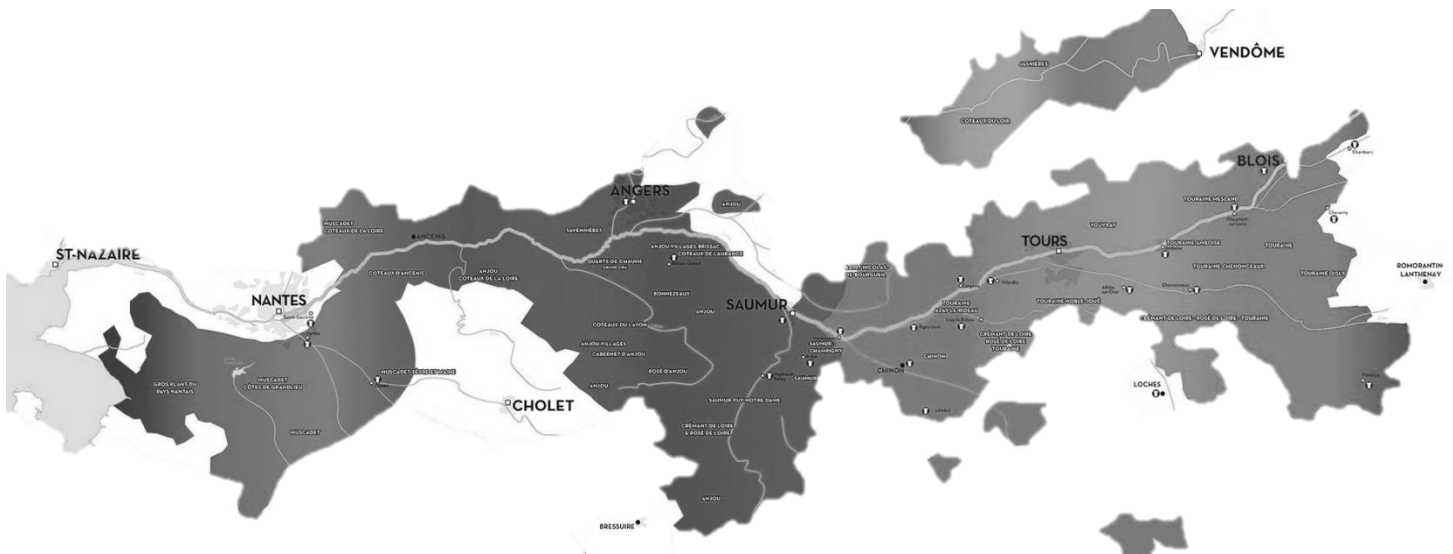 VENDÔME
JASNIÈRES
COTEAUX DU LOIR
BLOIS
Chambord
ANGERS
ANJOU
TOURAINE MESLAND
Cheverny
MUSCADET
COTEAUX DE LA LOIRE
ANCENIS
SAVENNIÈRES
VOUVRAY
ST-NAZAIRE
TOURS
TOURAINE AMBOISE
TOURAINE
ANJOU VILLAGES BRISSAC
COTEAUX DE L'AUBANCE
QUARTS DE CHAUME
GRAND CRU
COTEAUX D'ANCENIS
ANJOU
COTEAUX DE LA LOIRE
SAINT-NICOLAS
DE BOURGUEIL
TOURAINE CHENONCEAUX
TOURAINE OISLY
ROMORANTIN
LANTHENAY
BONNEZEAUX
NANTES
SAUMUR
Villandry
TOURAINE
AZAY LE RIDEAU
TOURAINE NOBLE JOUÉ
ANJOU
COTEAUX DU LAYON
CRÉMANT DE LOIRE - ROSÉ DE LOIRE - TOURAINE
CRÉMANT DE LOIRE
ROSÉ DE LOIRE
TOURAINE
ANJOU VILLAGES
CABERNET D'ANJOU
SAUMUR
CHAMPIGNY
CHINON
CHINON
ROSÉ D'ANJOU
ANJOU
SAUMUR
MUSCADET SÈVRE ET MAINE
GROS PLANT DU
PAYS NANTAIS
MUSCADET
CÔTES DE GRANDLIEU
LOCHES
SAUMUR PUY-NOTRE-DAME
CHOLET
CRÉMANT DE LOIRE
& ROSÉ DE LOIRE
MUSCADET
ANJOU
BRESSUIRE